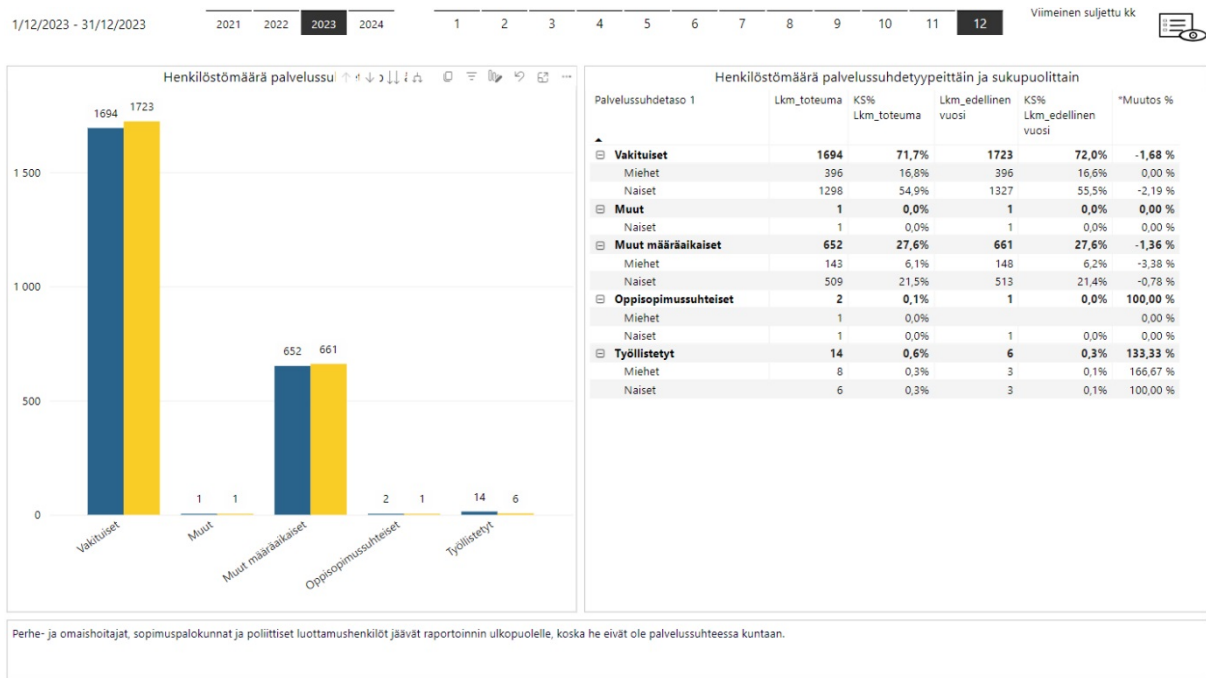 Viimeinen suljettu kk
1/12/2023 - 31/12/2023 2021 2022 2023 2024 1 2 3 4 5 6 7 8 9 10 11 12
Henkilöstömäärä palvelussu
1694 1723
1 500
1 000
652 661
500
1 1 2 1 14 6
0
Vakituiset Muut Muut määräaikaiset Oppisopimussuhteiset Työllistetyt
Henkilöstömäärä palvelussuhdetyypeittäin ja sukupuolittain
Palvelussuhdetaso 1 Lkm_toteuma KS% Lkm_edellinen KS% *Muutos %
Lkm_toteuma vuosi Lkm_edellinen
vuosi
Vakituiset 1694 71,7% 1723 72,0% -1,68 %
Miehet 396 16,8% 396 16,6% 0,00 %
Naiset 1298 54,9% 1327 55,5% -2,19 %
Muut 1 0,0% 1 0,0% 0,00 %
Naiset 1 0,0% 1 0,0% 0,00 %
Muut määräaikaiset 652 27,6% 661 27,6% -1,36 %
Miehet 143 6,1% 148 6,2% -3,38 %
Naiset 509 21,5% 513 21,4% -0,78 %
Oppisopimussuhteiset 2 0,1% 1 0,0% 100,00 %
Miehet 1 0,0% 0,00 %
Naiset 1 0,0% 1 0,0% 0,00 %
Työllistetyt 14 0,6% 6 0,3% 133,33 %
Miehet 8 0,3% 3 0,1% 166,67 %
Naiset 6 0,3% 3 0,1% 100,00 %
Perhe- ja omaishoitajat, sopimuspalokunnat ja poliittiset luottamushenkilöt jäävät raportoinnin ulkopuolelle, koska he eivät ole palvelussuhteessa kuntaan.